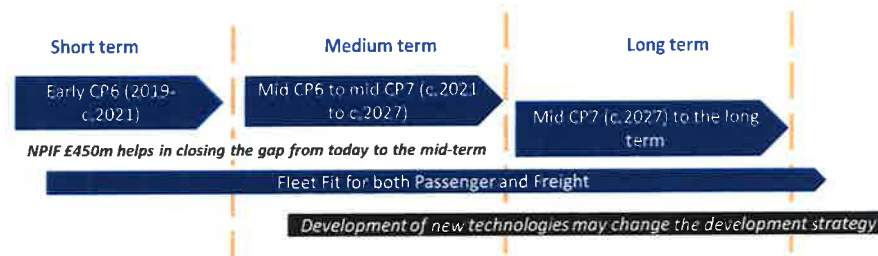 Short term
Medium term
Long term
Early CP6 (2019-
c.2021)
Mid CP6 to mid CP7 (c.2021
to c.2027)
Mid CP7 (c.2027) to the long
term
NPIF £450m helps in closing the gap from today to the mid-term
Fleet Fit for both Passenger and Freight
Development of new technologies may change the development strategy